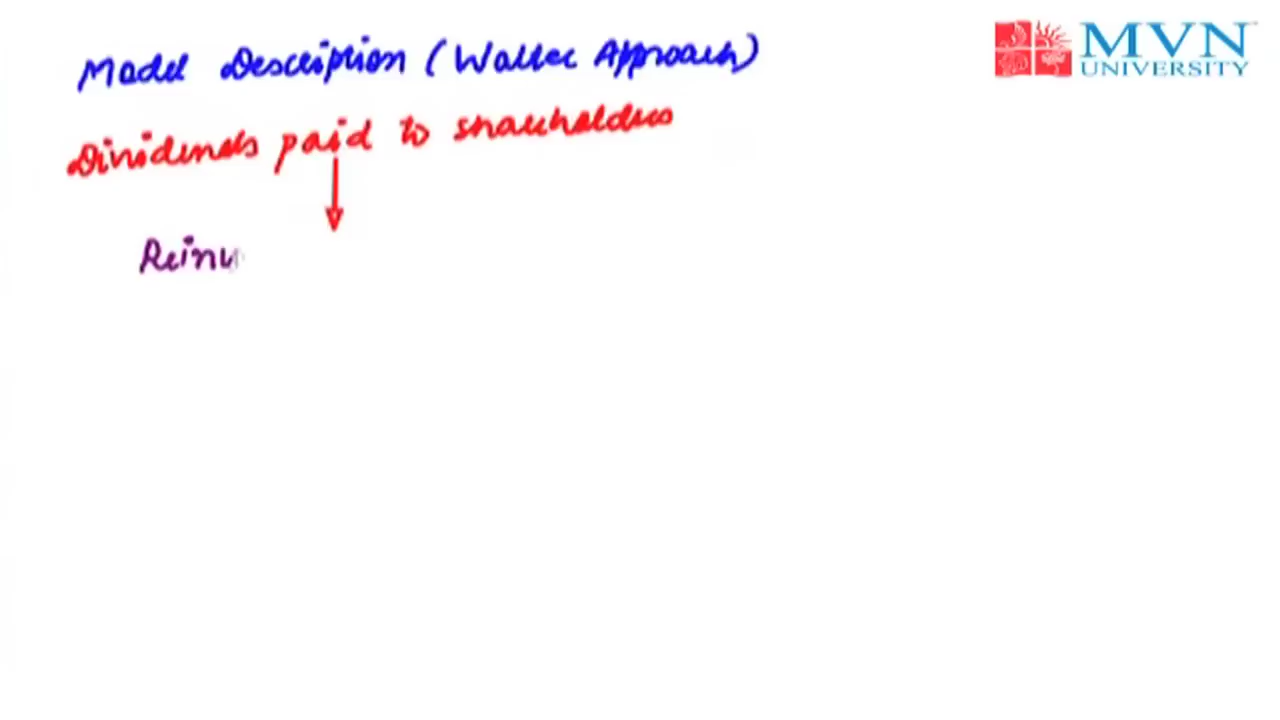 Model Description (Walter Approach)
MVN
UNIVERSITY
Dividends paid to shareholders
Reinv